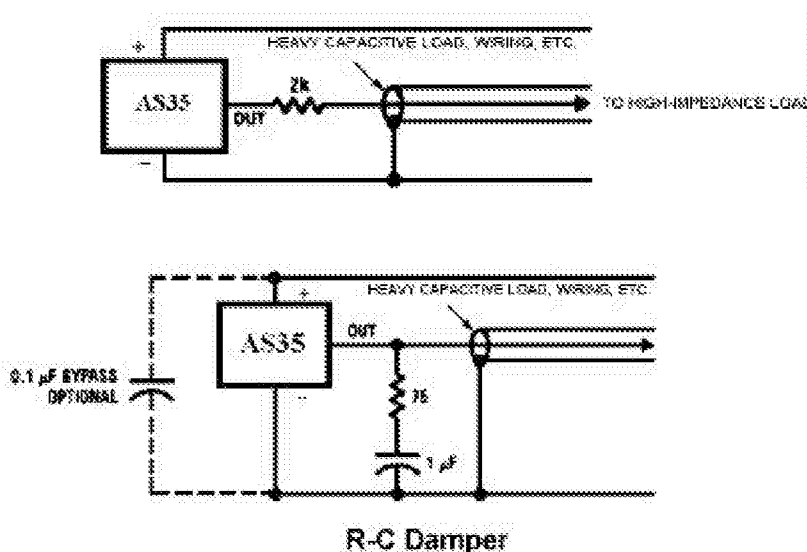 HEAVY CAPACITIVE LOAD, WIRING, ETC
+
2k
AS35
OUT
TO HIGH-IMPEDANCE LOAD
−
HEAVY CAPACITIVE LOAD, WIRING, ETC
+
OUT
AS35
0.1 µF BYPASS
OPTIONAL
−
75
1 µF
R-C Damper